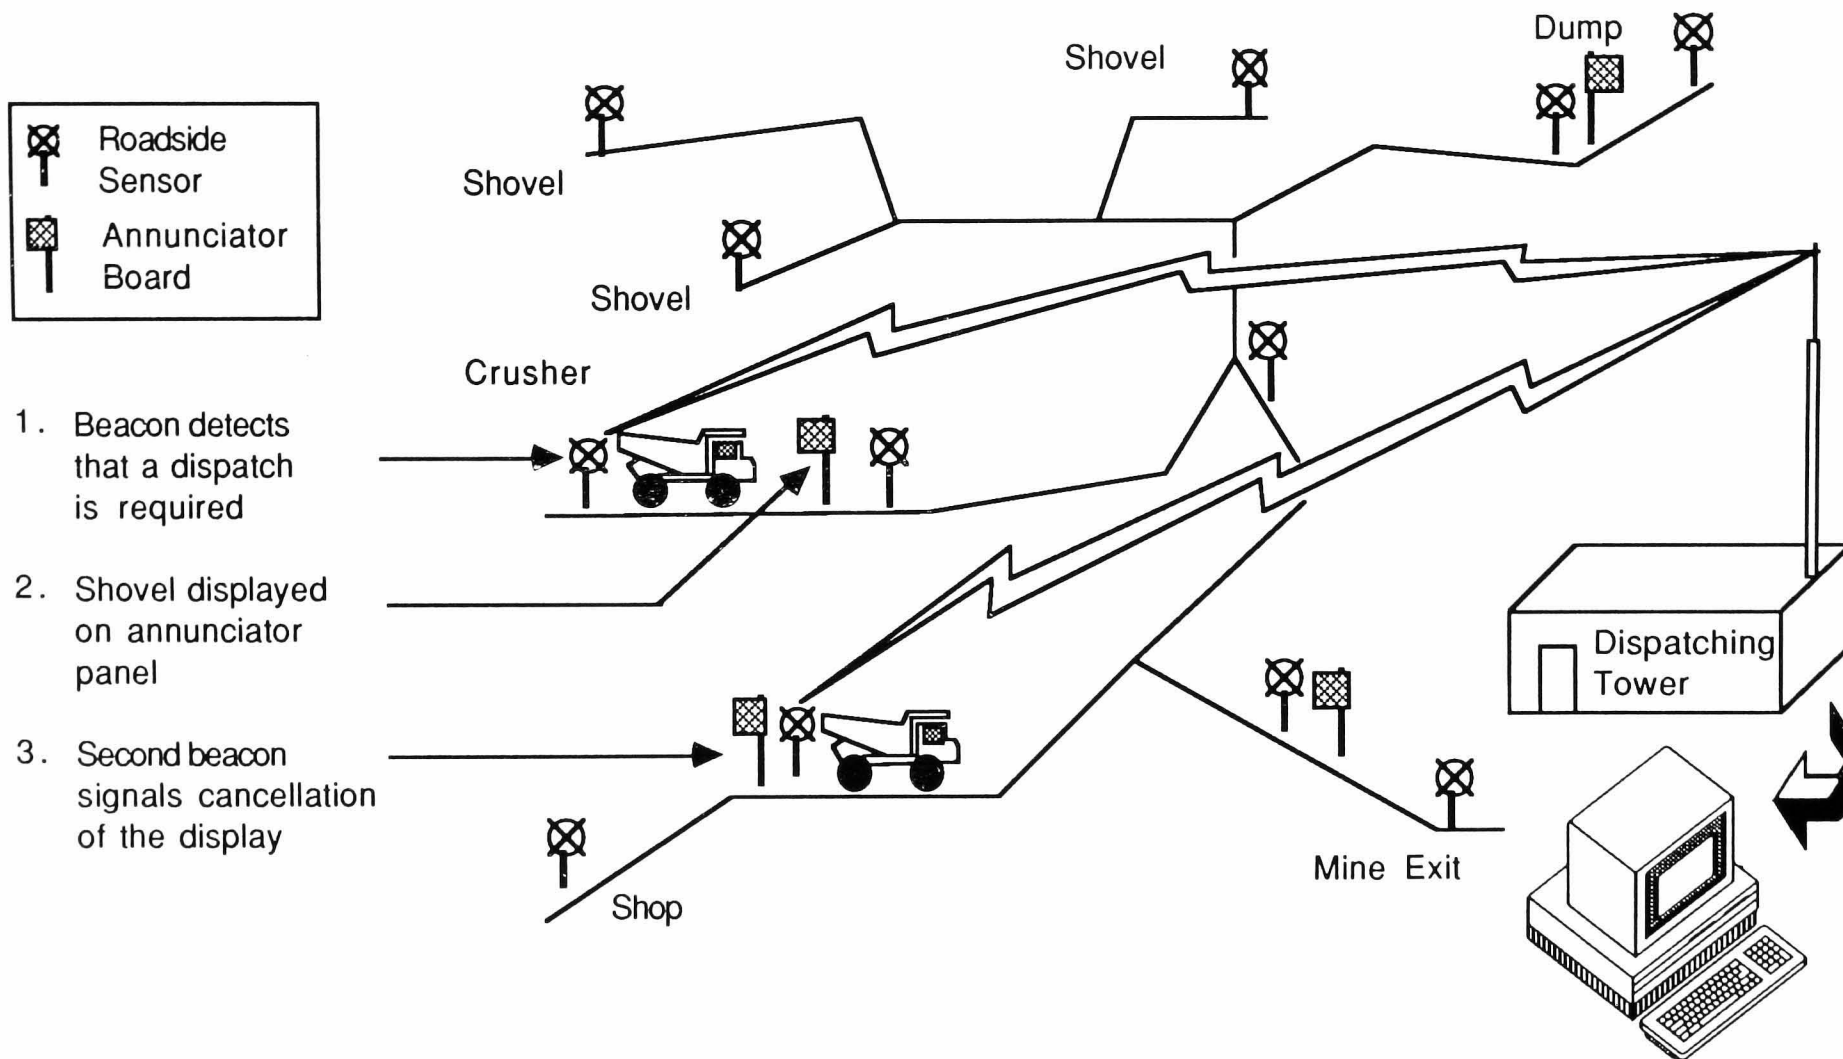 Roadside
Sensor
Annunciator
Board
Shovel
Shovel
Dump
Shovel
Crusher
1. Beacon detects
that a dispatch
is required
2. Shovel displayed
on annunciator
panel
3. Second beacon
signals cancellation
of the display
Dispatching
Tower
Mine Exit
Shop